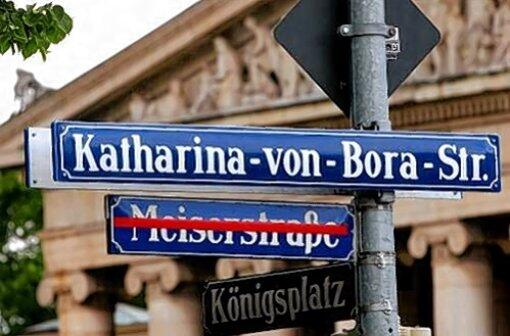 Katharina-von-Bora-Str.
Meiserstraße
Königsplatz